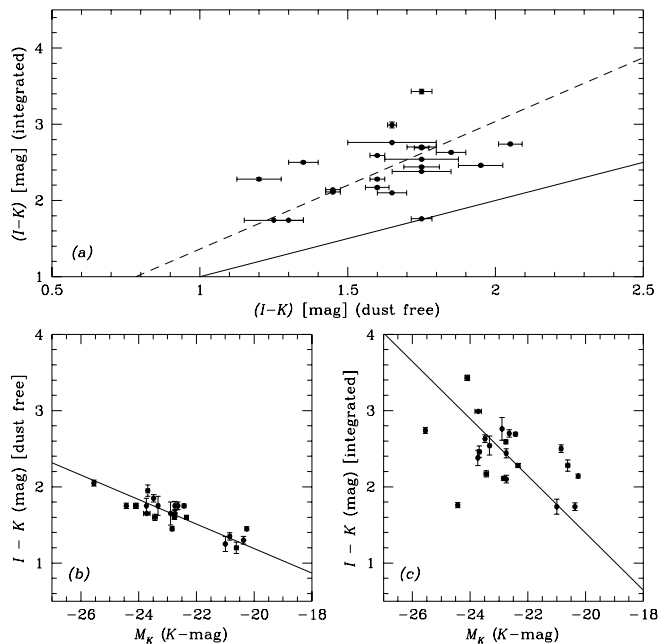 4
3
2
1
(I−K) [mag] (integrated)
(a)
0.5 1 1.5 2 2.5
(I−K) [mag] (dust free)
4
3
2
1
I − K (mag) [dust free]
(b)
−26 −24 −22 −20 −18
M_K (K−mag)
4
3
2
1
I − K (mag) [integrated]
(c)
−26 −24 −22 −20 −18
M_K (K−mag)